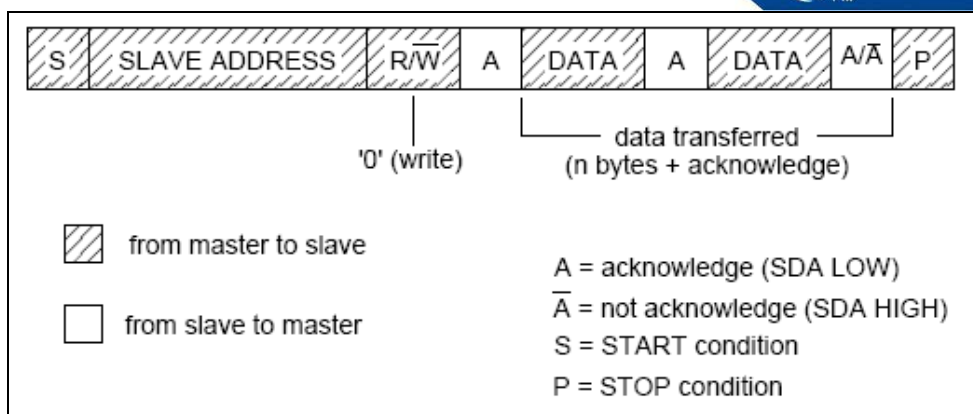 S SLAVE ADDRESS R/W̅ A DATA A DATA A/A̅ P
'0' (write)
data transferred
(n bytes + acknowledge)
from master to slave
from slave to master
A = acknowledge (SDA LOW)
A̅ = not acknowledge (SDA HIGH)
S = START condition
P = STOP condition